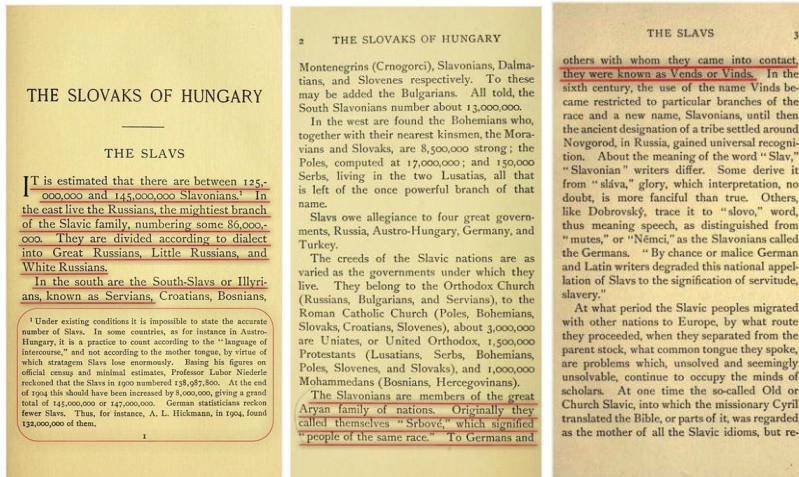 THE SLOVAKS OF HUNGARY
THE SLAVS
IT is estimated that there are between 125,-
000,000 and 145,000,000 Slavonians.¹ In
the east live the Russians, the mightiest branch
of the Slavic family, numbering some 86,000,-
000. They are divided according to dialect
into Great Russians, Little Russians, and
White Russians.
In the south are the South-Slavs or Illyri-
ans, known as Servians, Croatians, Bosnians,
¹ Under existing conditions it is impossible to state the accurate
number of Slavs. In some countries, as for instance in Austro-
Hungary, it is a practice to count according to the "language of
intercourse," and not according to the mother tongue, by virtue of
which stratagem Slavs lose enormously. Basing his figures on
official census and minimal estimates, Professor Lubor Niederle
reckoned that the Slavs in 1900 numbered 138,987,800. At the end
of 1904 this should have been increased by 8,000,000, giving a grand
total of 145,000,000 or 147,000,000. German statisticians reckon
fewer Slavs. Thus, for instance, A. L. Hickmann, in 1904, found
132,000,000 of them.
1
2 THE SLOVAKS OF HUNGARY
Montenegrins (Crnogorci), Slavonians, Dalma-
tians, and Slovenes respectively. To these
may be added the Bulgarians. All told, the
South Slavonians number about 13,000,000.
In the west are found the Bohemians who,
together with their nearest kinsmen, the Mora-
vians and Slovaks, are 8,500,000 strong; the
Poles, computed at 17,000,000; and 150,000
Serbs, living in the two Lusatias, all that
is left of the once powerful branch of that
name.
Slavs owe allegiance to four great govern-
ments, Russia, Austro-Hungary, Germany, and
Turkey.
The creeds of the Slavic nations are as
varied as the governments under which they
live. They belong to the Orthodox Church
(Russians, Bulgarians, and Servians), to the
Roman Catholic Church (Poles, Bohemians,
Slovaks, Croatians, Slovenes), about 3,000,000
are Uniates, or United Orthodox, 1,500,000
Protestants (Lusatians, Serbs, Bohemians,
Poles, Slovenes, and Slovaks), and 1,000,000
Mohammedans (Bosnians, Hercegovinans).
The Slavonians are members of the great
Aryan family of nations. Originally they
called themselves "Srbové," which signified
"people of the same race." To Germans and
THE SLAVS 3
others with whom they came into contact,
they were known as Vends or Vinds. In the
sixth century, the use of the name Vinds be-
came restricted to particular branches of the
race and a new name, Slavonians, until then
the ancient designation of a tribe settled around
Novgorod, in Russia, gained universal recogni-
tion. About the meaning of the word "Slav,"
"Slavonian" writers differ. Some derive it
from "sláva," glory, which interpretation, no
doubt, is more fanciful than true. Others,
like Dobrovský, trace it to "slovo," word,
thus meaning speech, as distinguished from
"mutes," or "Němci," as the Slavonians called
the Germans. "By chance or malice German
and Latin writers degraded this national appel-
lation of Slavs to the signification of servitude,
slavery."
At what period the Slavic peoples migrated
with other nations to Europe, by what route
they proceeded, when they separated from the
parent stock, what common tongue they spoke,
are problems which, unsolved and seemingly
unsolvable, continue to occupy the minds of
scholars. At one time the so-called Old or
Church Slavic, into which the missionary Cyril
translated the Bible, or parts of it, was regarded
as the mother of all the Slavic idioms, but re-